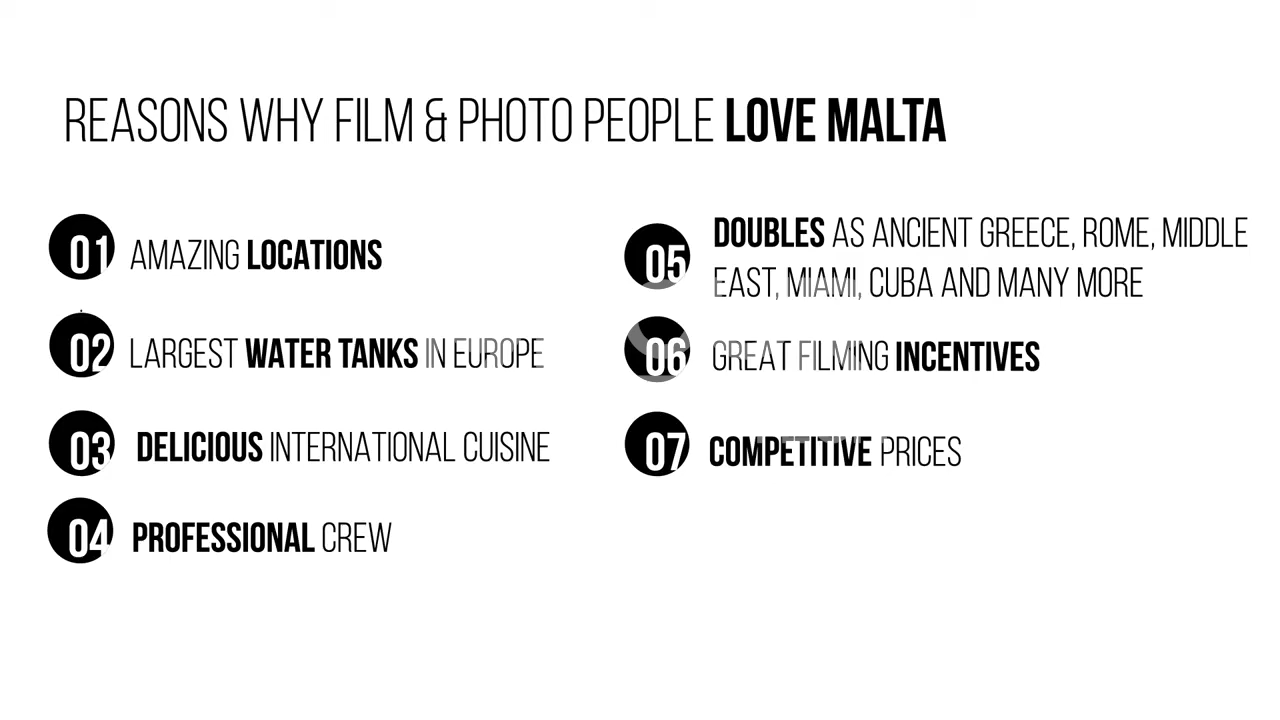 REASONS WHY FILM & PHOTO PEOPLE LOVE MALTA
01 AMAZING LOCATIONS
02 LARGEST WATER TANKS IN EUROPE
03 DELICIOUS INTERNATIONAL CUISINE
04 PROFESSIONAL CREW
05 DOUBLES AS ANCIENT GREECE, ROME, MIDDLE
EAST, MIAMI, CUBA AND MANY MORE
06 GREAT FILMING INCENTIVES
07 COMPETITIVE PRICES